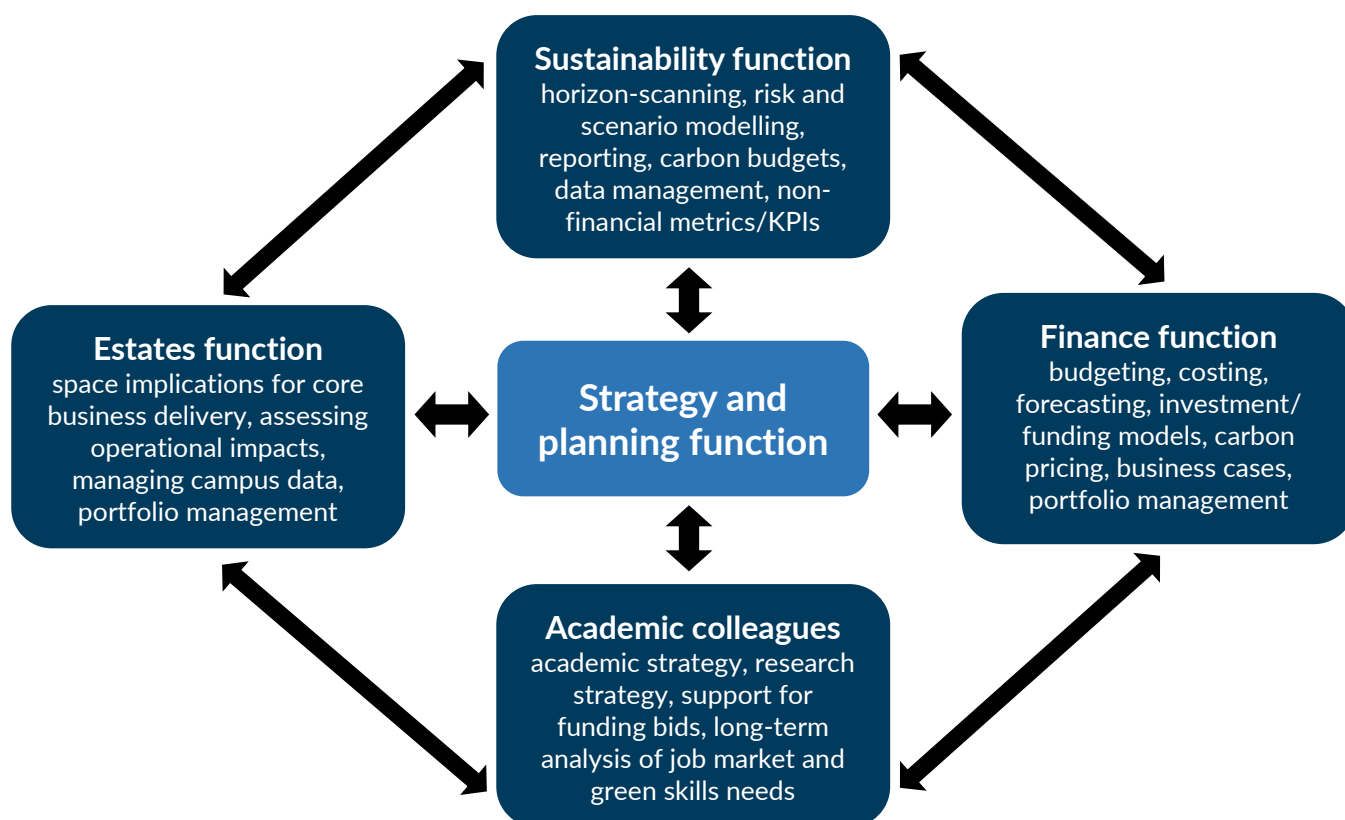 Sustainability function
horizon-scanning, risk and
scenario modelling,
reporting, carbon budgets,
data management, non-
financial metrics/KPIs
Estates function
space implications for core
business delivery, assessing
operational impacts,
managing campus data,
portfolio management
Strategy and
planning function
Finance function
budgeting, costing,
forecasting, investment/
funding models, carbon
pricing, business cases,
portfolio management
Academic colleagues
academic strategy, research
strategy, support for
funding bids, long-term
analysis of job market and
green skills needs